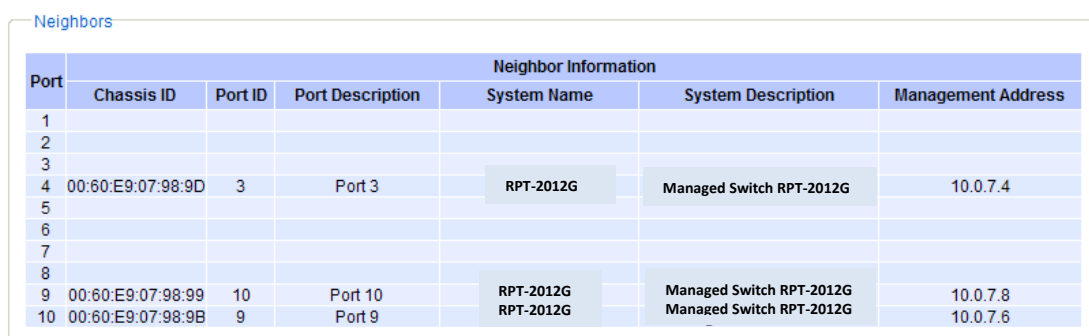 Neighbors
Port Neighbor Information
Chassis ID Port ID Port Description System Name System Description Management Address
1
2
3
4 00:60:E9:07:98:9D 3 Port 3 RPT-2012G Managed Switch RPT-2012G 10.0.7.4
5
6
7
8
9 00:60:E9:07:98:99 10 Port 10 RPT-2012G Managed Switch RPT-2012G 10.0.7.8
10 00:60:E9:07:98:9B 9 Port 9 RPT-2012G Managed Switch RPT-2012G 10.0.7.6